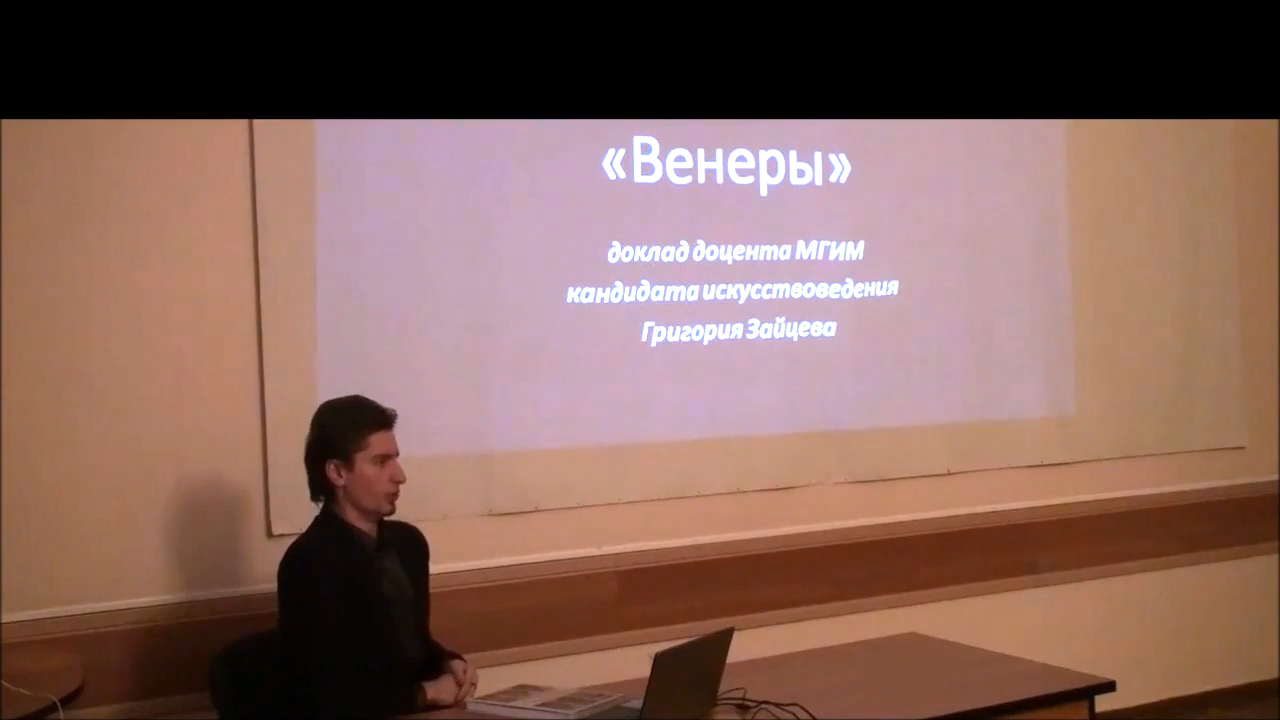 «Венеры»
доклад доцента МГИМ
кандидата искусствоведения
Григория Зайцева